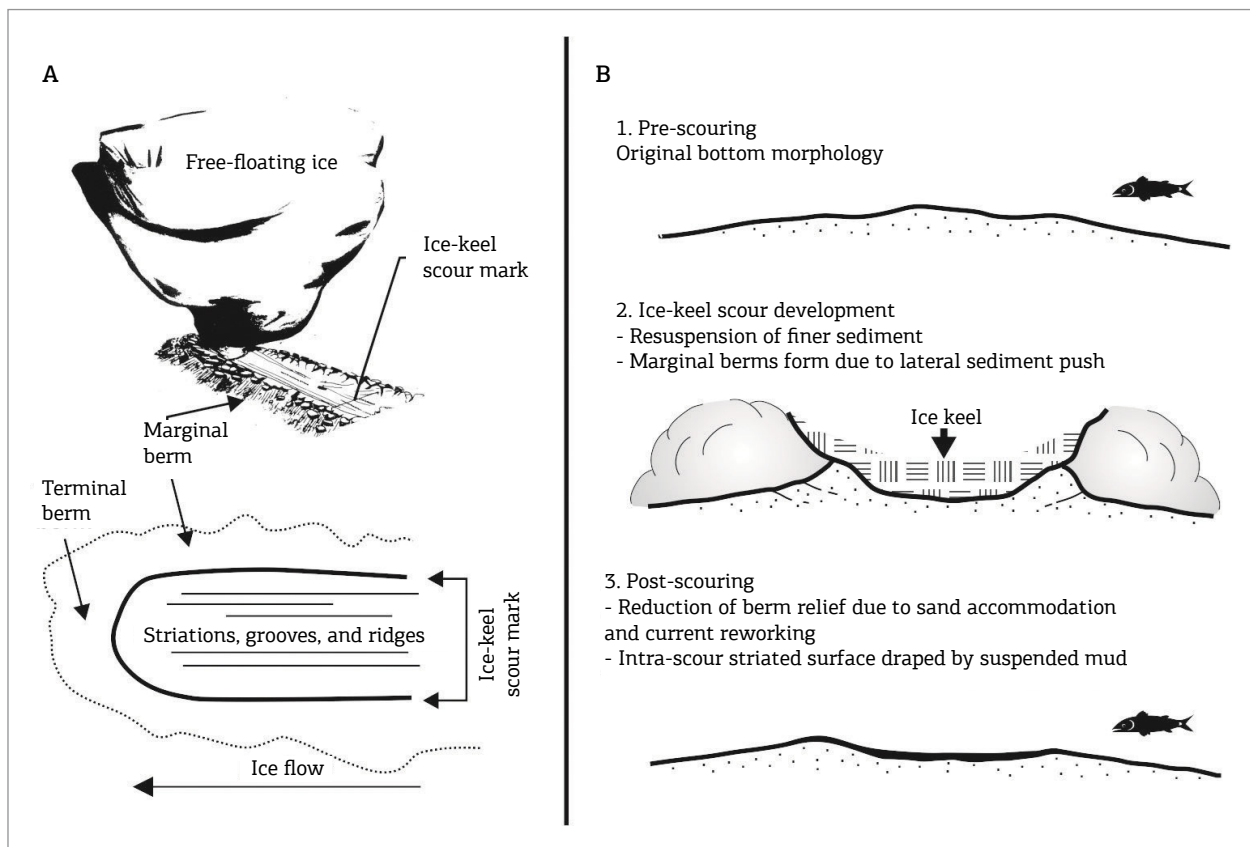 A
Free-floating ice
Ice-keel
scour mark
Marginal
berm
Terminal
berm
Striations, grooves, and ridges
Ice-keel
scour mark
Ice flow
B
1. Pre-scouring
Original bottom morphology
2. Ice-keel scour development
- Resuspension of finer sediment
- Marginal berms form due to lateral sediment push
Ice keel
3. Post-scouring
- Reduction of berm relief due to sand accommodation
and current reworking
- Intra-scour striated surface draped by suspended mud